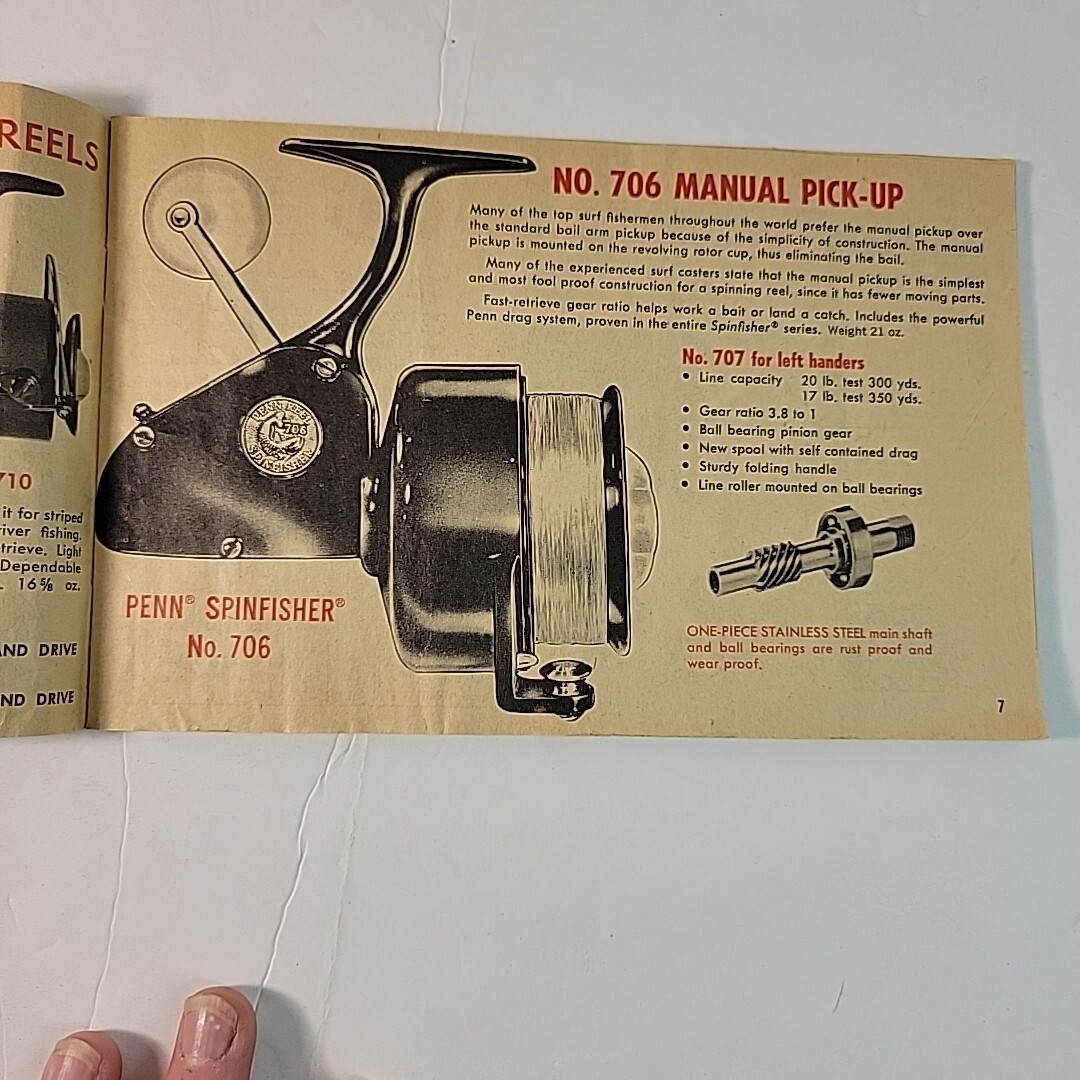 REELS
710
it for striped
river fishing.
trieve. Light
Dependable
16⅝ oz.
AND DRIVE
ND DRIVE
NO. 706 MANUAL PICK-UP
Many of the top surf fishermen throughout the world prefer the manual pickup over
the standard bail arm pickup because of the simplicity of construction. The manual
pickup is mounted on the revolving rotor cup, thus eliminating the bail.
Many of the experienced surf casters state that the manual pickup is the simplest
and most fool proof construction for a spinning reel, since it has fewer moving parts.
Fast-retrieve gear ratio helps work a bait or land a catch. Includes the powerful
Penn drag system, proven in the entire Spinfisher® series. Weight 21 oz.
No. 707 for left handers
• Line capacity 20 lb. test 300 yds.
17 lb. test 350 yds.
• Gear ratio 3.8 to 1
• Ball bearing pinion gear
• New spool with self contained drag
• Sturdy folding handle
• Line roller mounted on ball bearings
PENN REEL
706
SPINFISHER
PENN® SPINFISHER®
No. 706
ONE-PIECE STAINLESS STEEL main shaft
and ball bearings are rust proof and
wear proof.
7